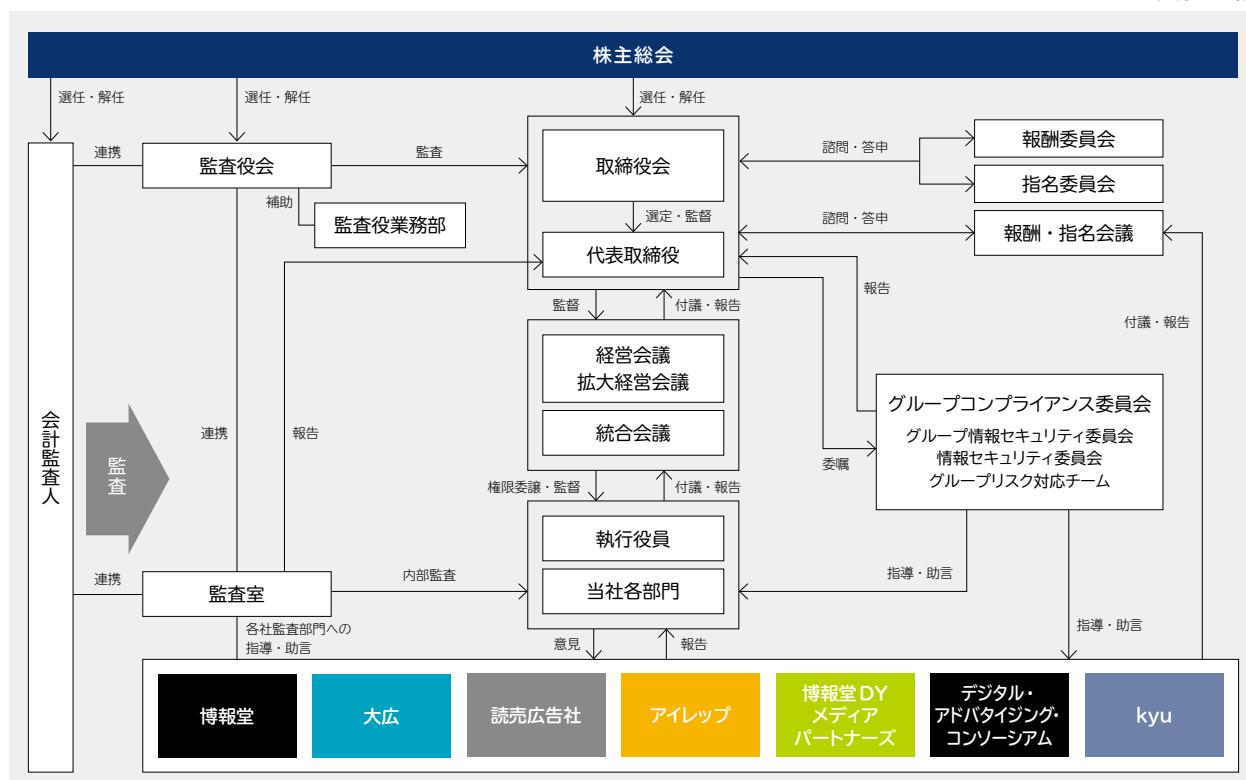 株主総会
選任・解任
選任・解任
選任・解任
会計監査人
連携
監査役会
監査
補助
監査役業務部
取締役会
選定・監督
代表取締役
諮問・答申
報酬委員会
指名委員会
諮問・答申
報酬・指名会議
監督
付議・報告
報告
付議・報告
経営会議
拡大経営会議
統合会議
監査
連携
報告
委嘱
グループコンプライアンス委員会
グループ情報セキュリティ委員会
情報セキュリティ委員会
グループリスク対応チーム
権限委譲・監督
付議・報告
執行役員
当社各部門
連携
監査室
内部監査
指導・助言
各社監査部門への
指導・助言
意見
報告
指導・助言
博報堂
大広
読売広告社
アイレップ
博報堂DY
メディア
パートナーズ
デジタル・
アドバタイジング・
コンソーシアム
kyu